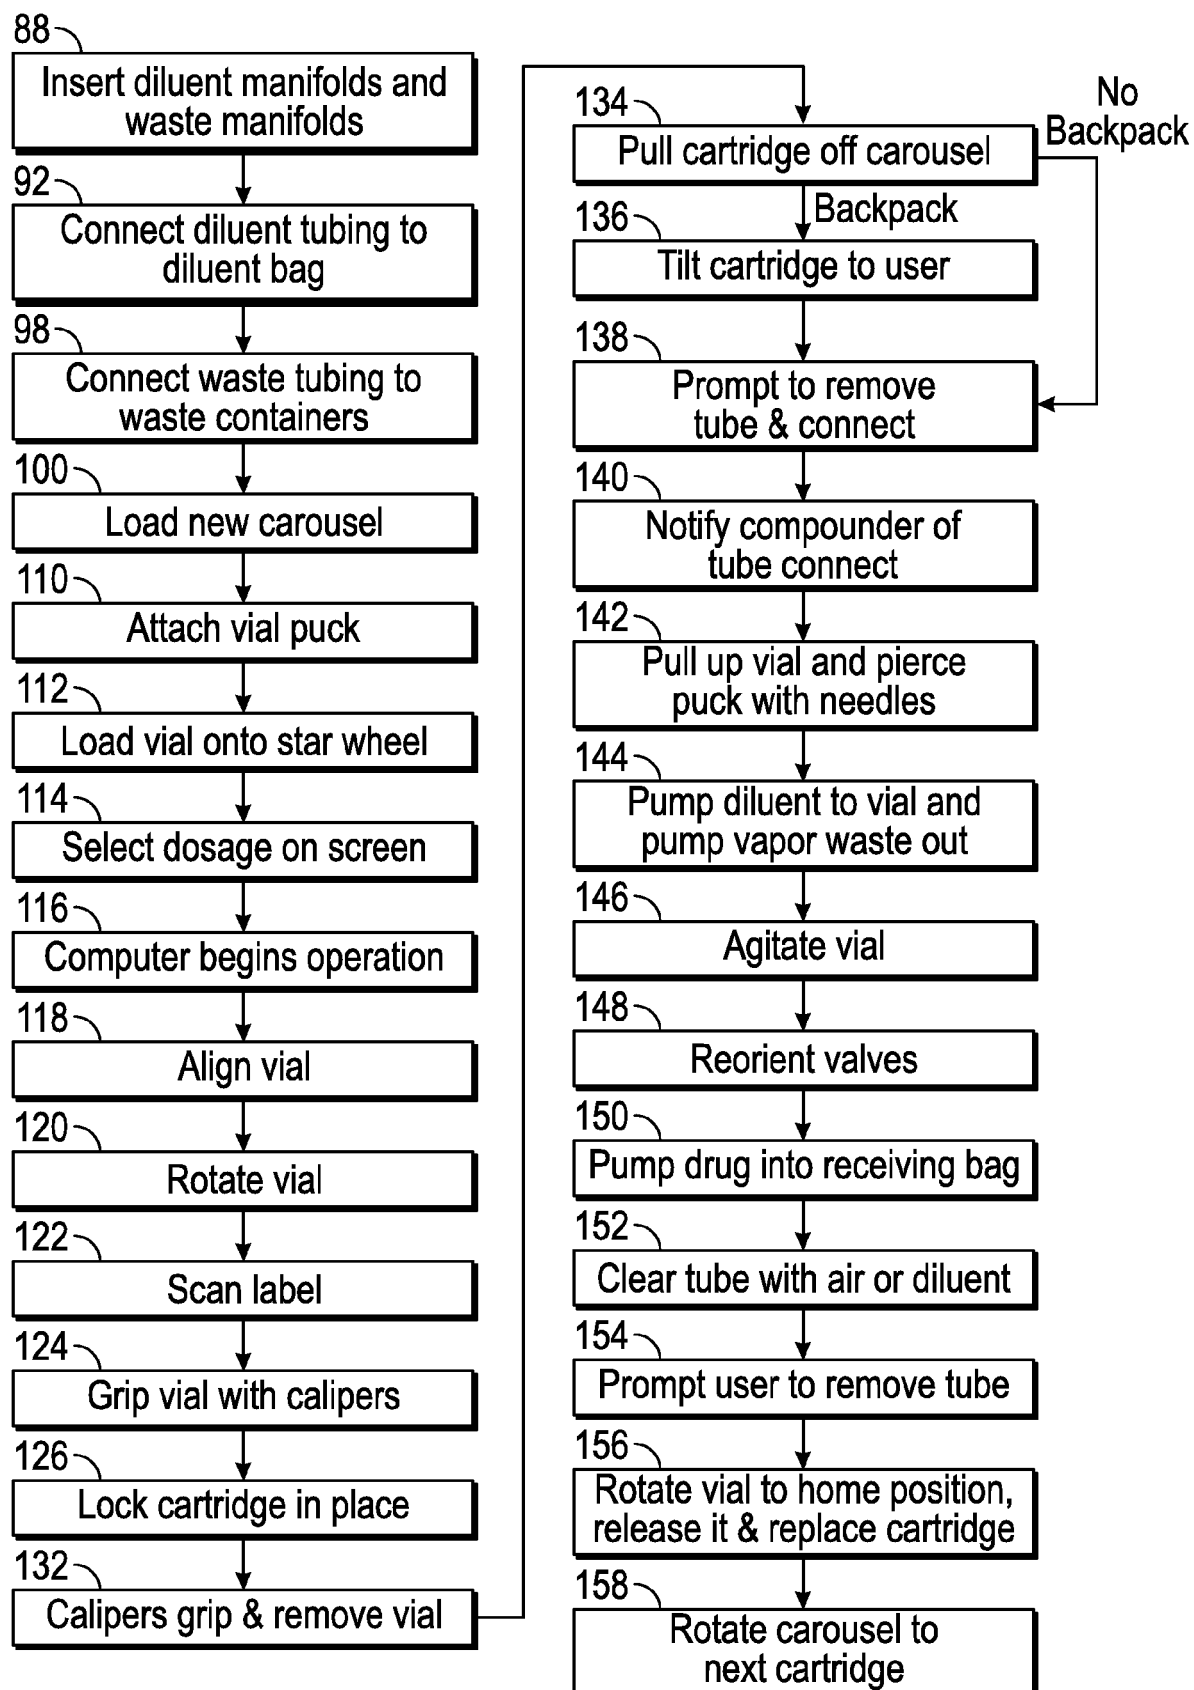 88
Insert diluent manifolds and
waste manifolds
92
Connect diluent tubing to
diluent bag
98
Connect waste tubing to
waste containers
100
Load new carousel
110
Attach vial puck
112
Load vial onto star wheel
114
Select dosage on screen
116
Computer begins operation
118
Align vial
120
Rotate vial
122
Scan label
124
Grip vial with calipers
126
Lock cartridge in place
132
Calipers grip & remove vial
134
Pull cartridge off carousel
No
Backpack
Backpack
136
Tilt cartridge to user
138
Prompt to remove
tube & connect
140
Notify compounder of
tube connect
142
Pull up vial and pierce
puck with needles
144
Pump diluent to vial and
pump vapor waste out
146
Agitate vial
148
Reorient valves
150
Pump drug into receiving bag
152
Clear tube with air or diluent
154
Prompt user to remove tube
156
Rotate vial to home position,
release it & replace cartridge
158
Rotate carousel to
next cartridge